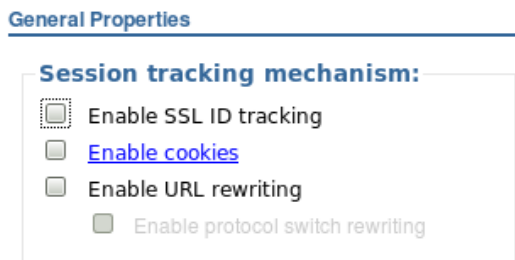 General Properties
Session tracking mechanism:
Enable SSL ID tracking
Enable cookies
Enable URL rewriting
Enable protocol switch rewriting